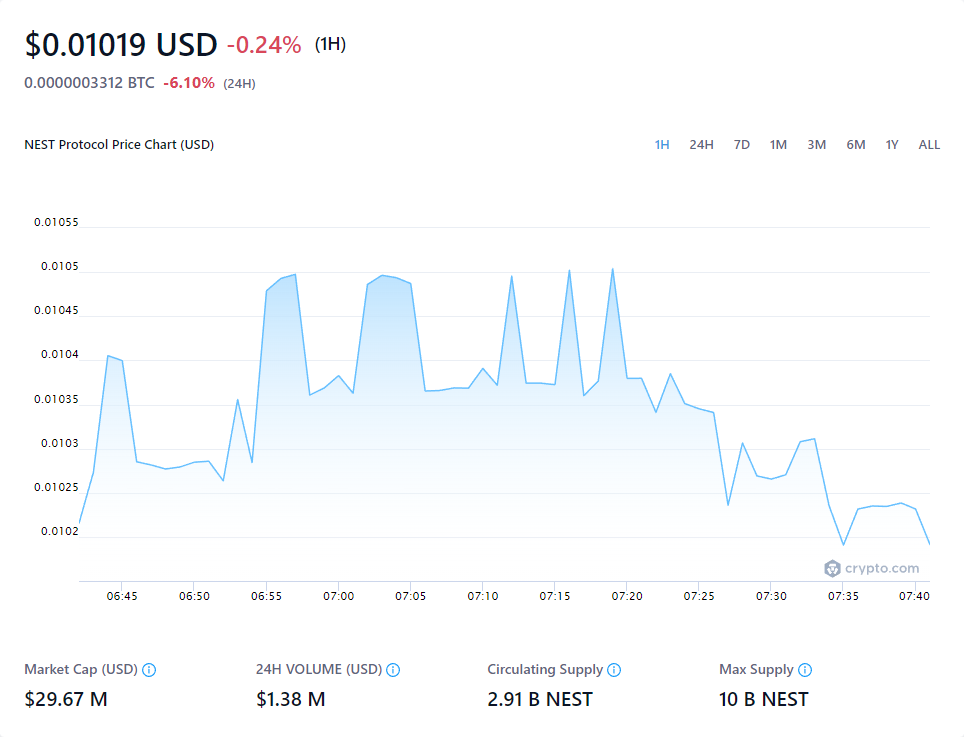 $0.01019 USD -0.24% (1H)
0.0000003312 BTC -6.10% (24H)
NEST Protocol Price Chart (USD)
1H 24H 7D 1M 3M 6M 1Y ALL
0.01055
0.0105
0.01045
0.0104
0.01035
0.0103
0.01025
0.0102
crypto.com
06:45 06:50 06:55 07:00 07:05 07:10 07:15 07:20 07:25 07:30 07:35 07:40
Market Cap (USD) 24H VOLUME (USD) Circulating Supply Max Supply
$29.67 M $1.38 M 2.91 B NEST 10 B NEST